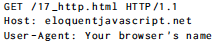 GET /17_http.html HTTP/1.1
Host: eloquentjavascript.net
User-Agent: Your browser's name